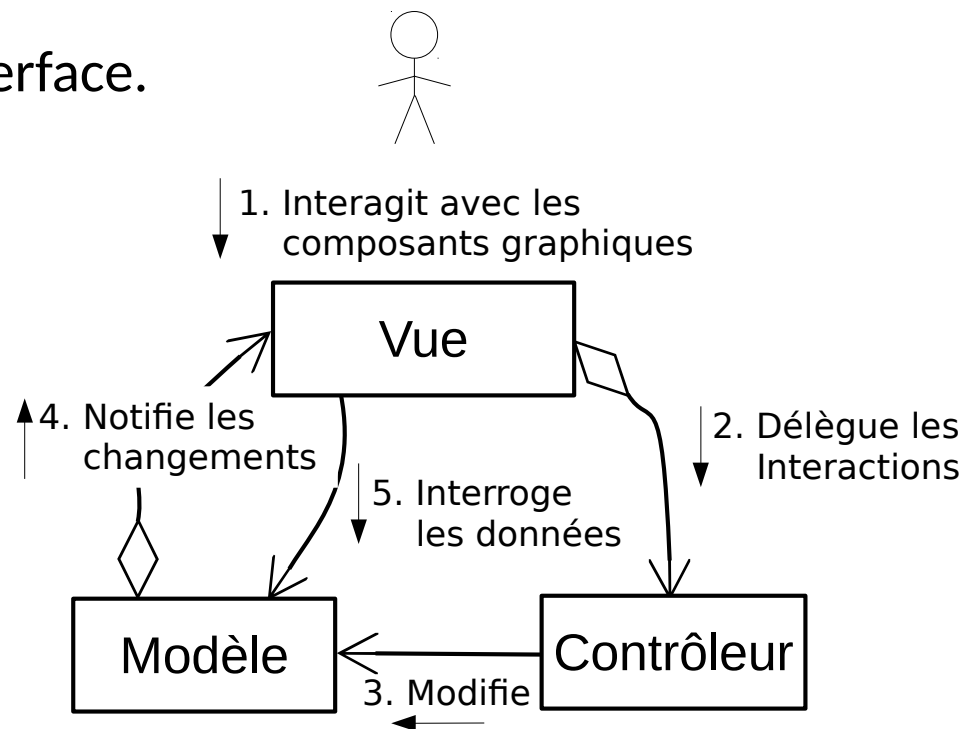 erface.
1. Interagit avec les
composants graphiques
Vue
4. Notifie les
changements
2. Délègue les
Interactions
5. Interroge
les données
Modèle
Contrôleur
3. Modifie